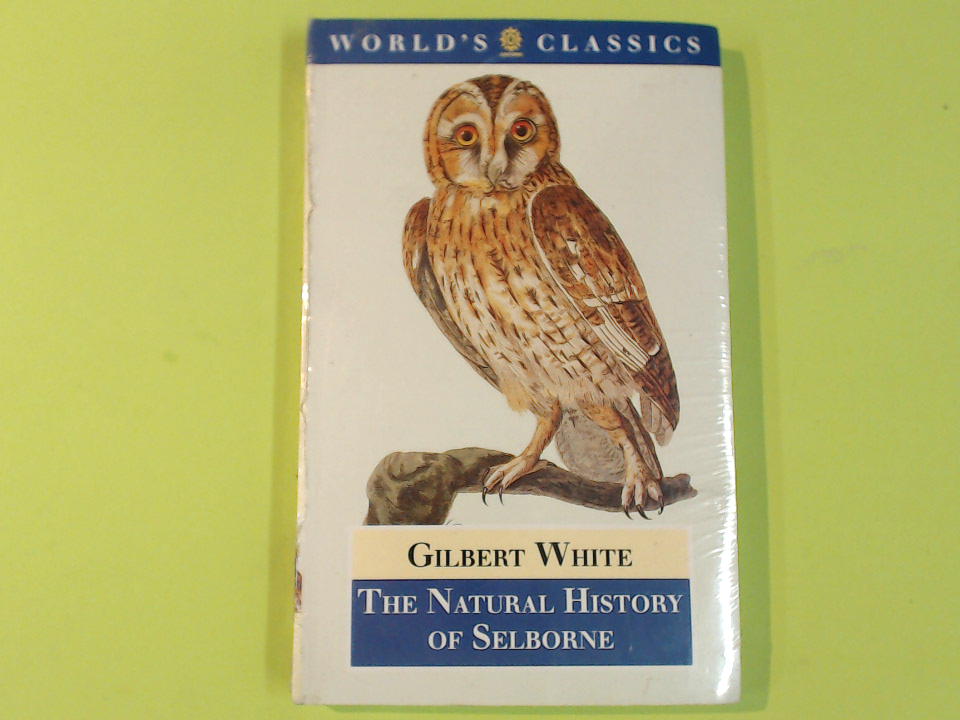 WORLD'S CLASSICS
GILBERT WHITE
THE NATURAL HISTORY
OF SELBORNE